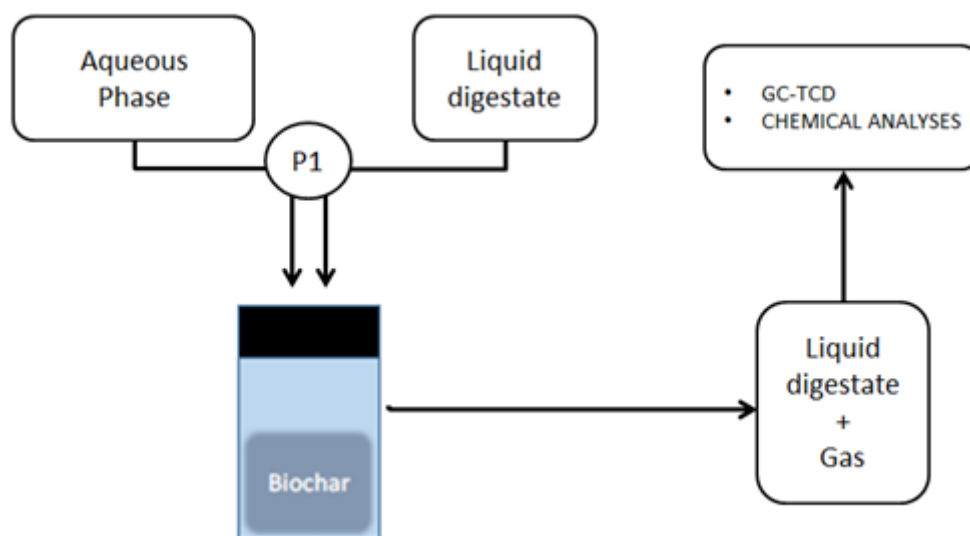 Aqueous
Phase
Liquid
digestate
P1
• GC-TCD
• CHEMICAL ANALYSES
Biochar
Liquid
digestate
+
Gas